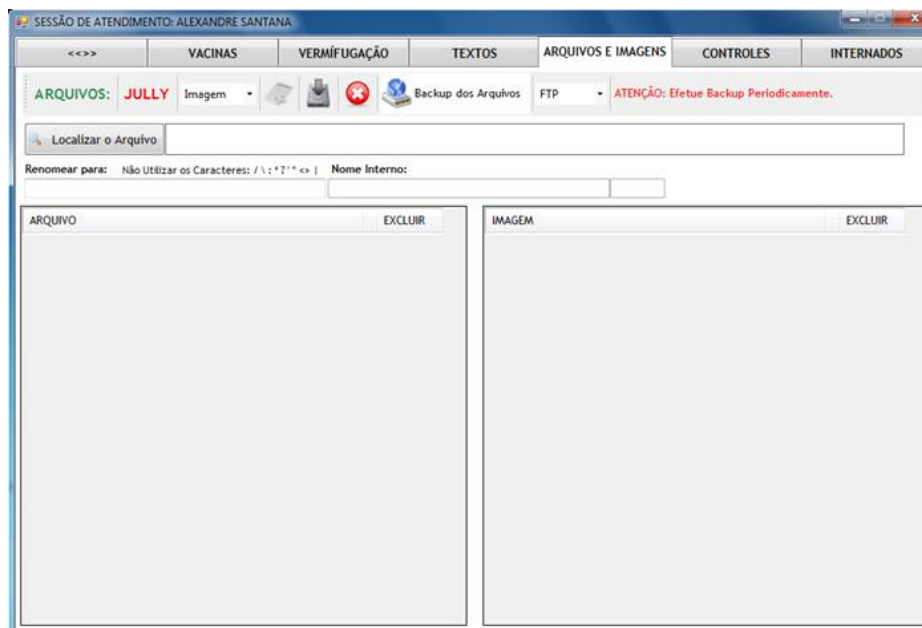 SESSÃO DE ATENDIMENTO: ALEXANDRE SANTANA
<<>> VACINAS VERMÍFUGAÇÃO TEXTOS ARQUIVOS E IMAGENS CONTROLES INTERNADOS
ARQUIVOS: JULLY Imagem Backup dos Arquivos FTP ATENÇÃO: Efetue Backup Periodicamente.
Localizar o Arquivo
Renomear para: Não Utilizar os Caracteres: / \ : * ? ' " <> | Nome Interno:
ARQUIVO EXCLUIR IMAGEM EXCLUIR